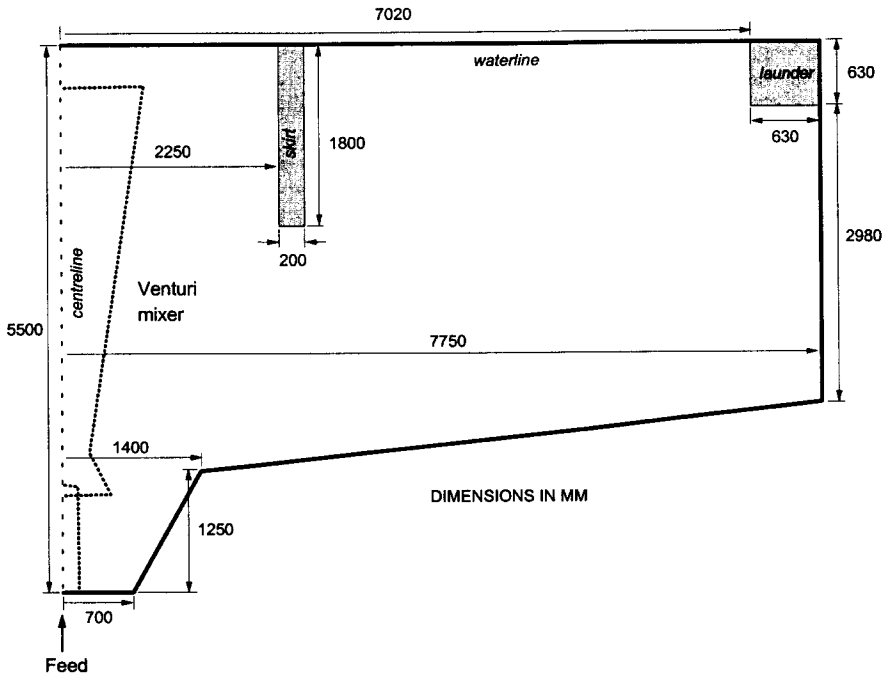 7020
waterline
launder
630
630
skirt
1800
2250
200
2980
centreline
Venturi
mixer
5500
7750
1400
DIMENSIONS IN MM
1250
700
Feed